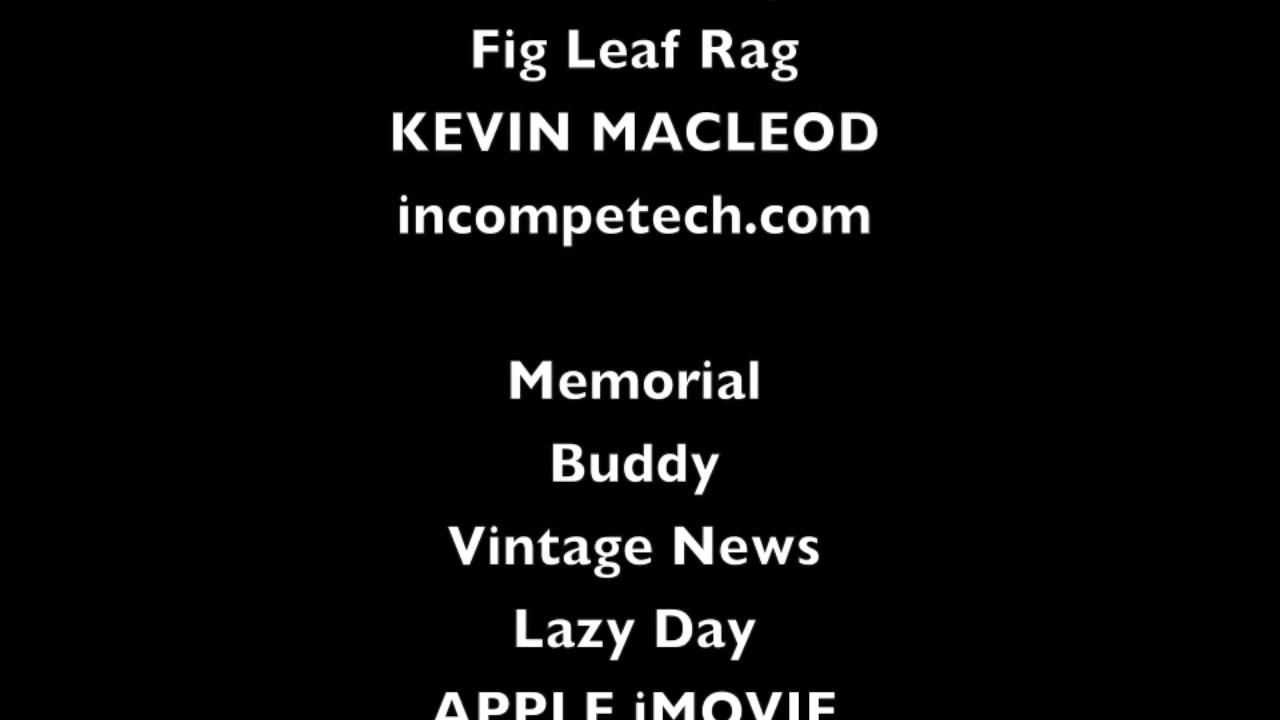 Fig Leaf Rag
KEVIN MACLEOD
incompetech.com
Memorial
Buddy
Vintage News
Lazy Day
APPLE iMOVIE